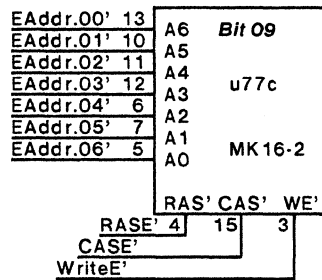 EAddr.00' 13 A6 Bit 09
EAddr.01' 10 A5
EAddr.02' 11 A4 u77c
EAddr.03' 12 A3
EAddr.04' 6 A2
EAddr.05' 7 A1 MK16-2
EAddr.06' 5 A0
RAS' CAS' WE'
RASE' 4 15 3
CASE'
WriteE'